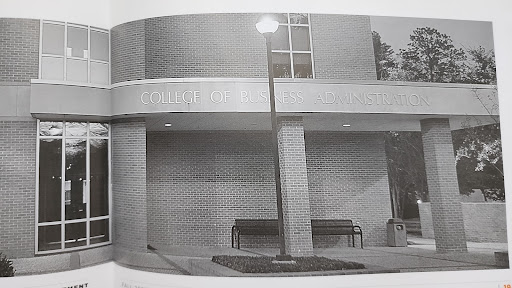 COLLEGE OF BUSINESS ADMINISTRATION